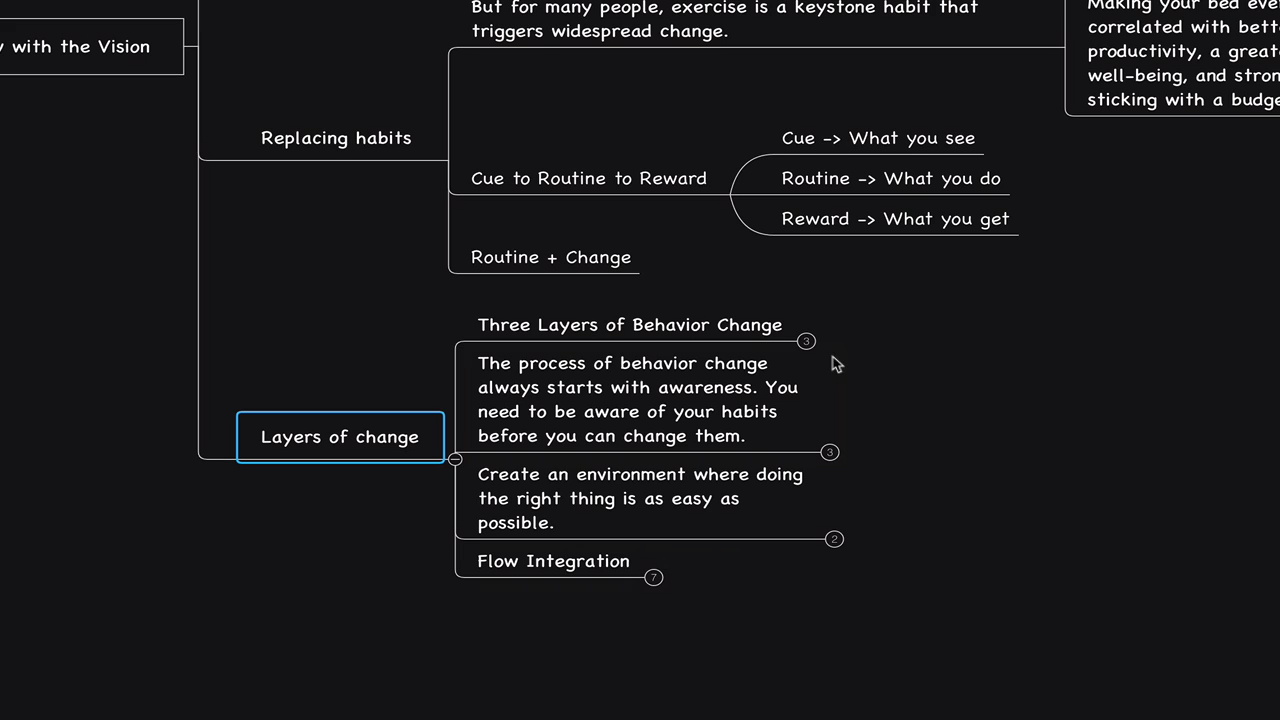 But for many people, exercise is a keystone habit that
triggers widespread change.
Making your bed
correlated with
productivity, a
well-being, and
sticking with a
with the Vision
Replacing habits
Cue to Routine to Reward
Cue -> What you see
Routine -> What you do
Reward -> What you get
Routine + Change
Layers of change
Three Layers of Behavior Change
3
The process of behavior change
always starts with awareness. You
need to be aware of your habits
before you can change them.
3
Create an environment where doing
the right thing is as easy as
possible.
2
Flow Integration
7